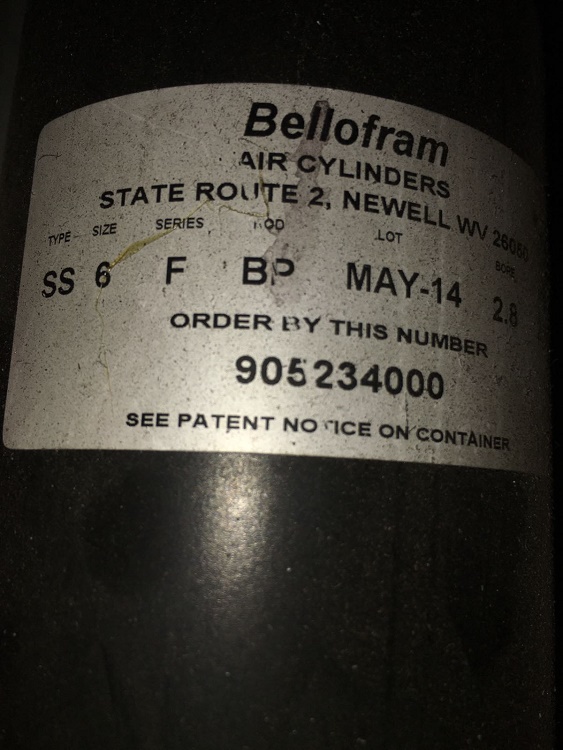 Bellofram
AIR CYLINDERS
STATE ROUTE 2, NEWELL WV 26050
TYPE SIZE SERIES ROD LOT BORE
SS 6 F BP MAY-14 2.8
ORDER BY THIS NUMBER
905234000
SEE PATENT NOTICE ON CONTAINER